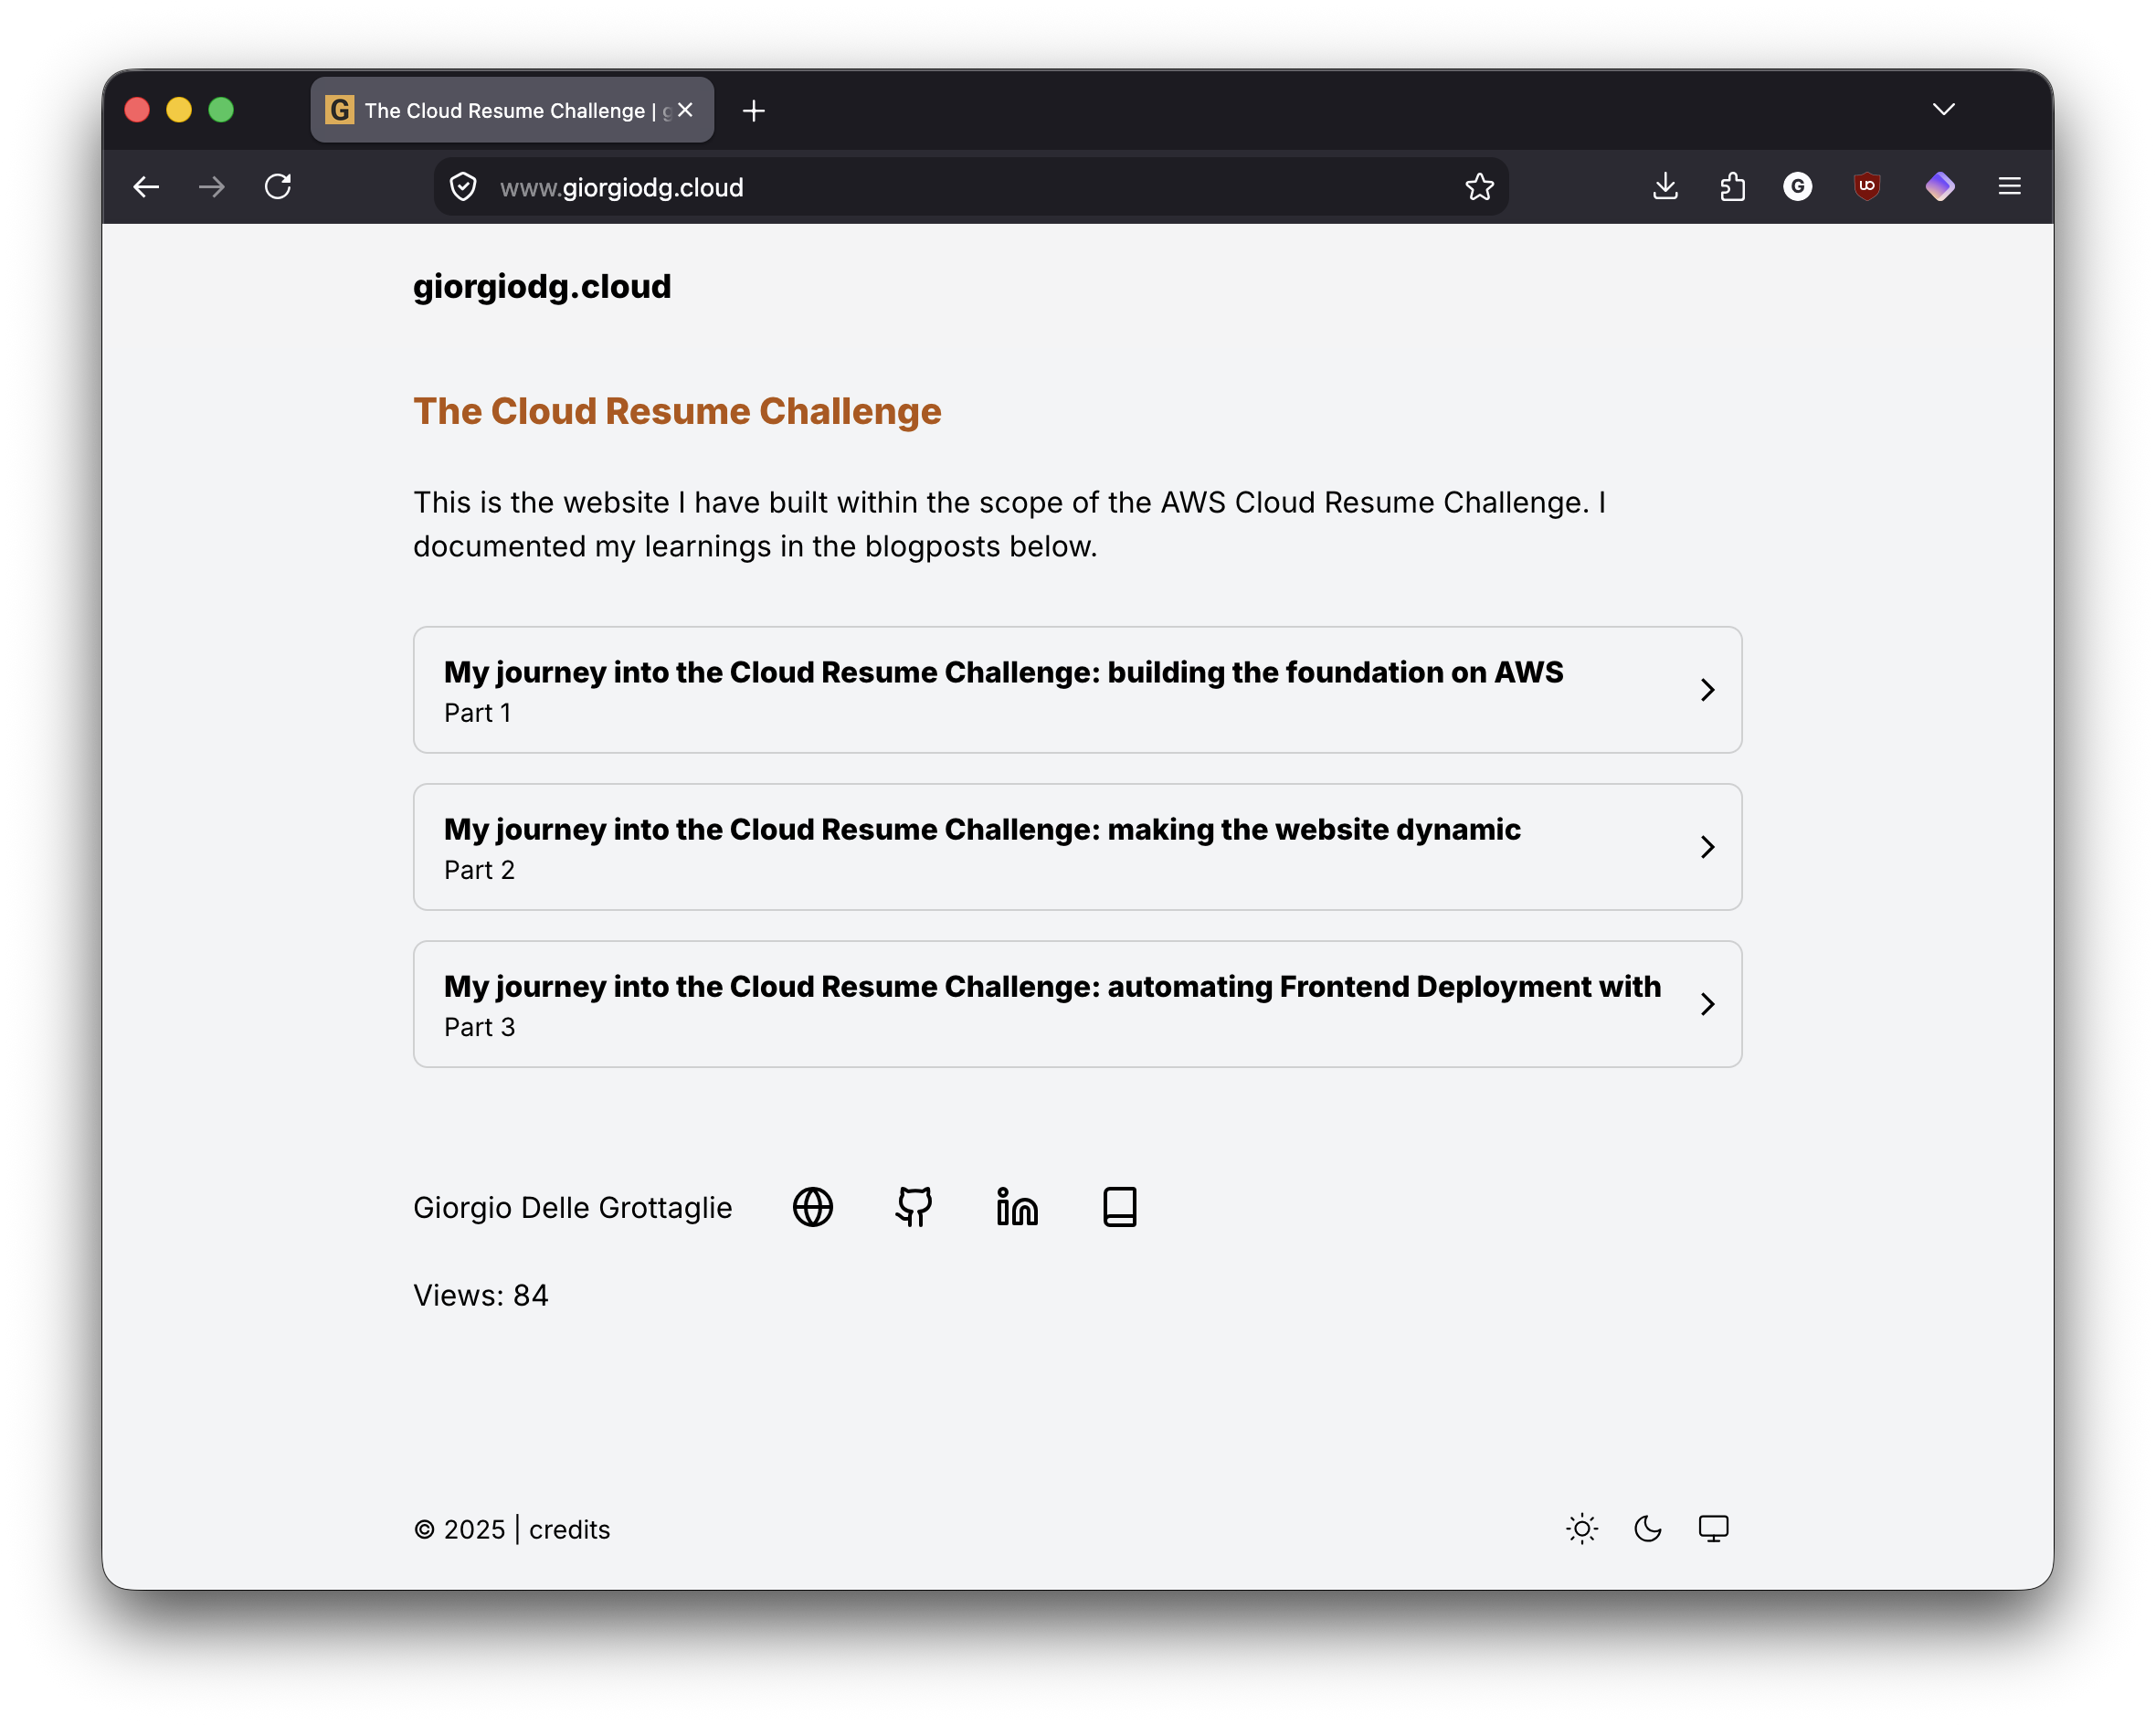 G The Cloud Resume Challenge | g
www.giorgiodg.cloud
G
UO
giorgiodg.cloud
The Cloud Resume Challenge
This is the website I have built within the scope of the AWS Cloud Resume Challenge. I
documented my learnings in the blogposts below.
My journey into the Cloud Resume Challenge: building the foundation on AWS
Part 1
My journey into the Cloud Resume Challenge: making the website dynamic
Part 2
My journey into the Cloud Resume Challenge: automating Frontend Deployment with
Part 3
Giorgio Delle Grottaglie
in
Views: 84
© 2025 | credits